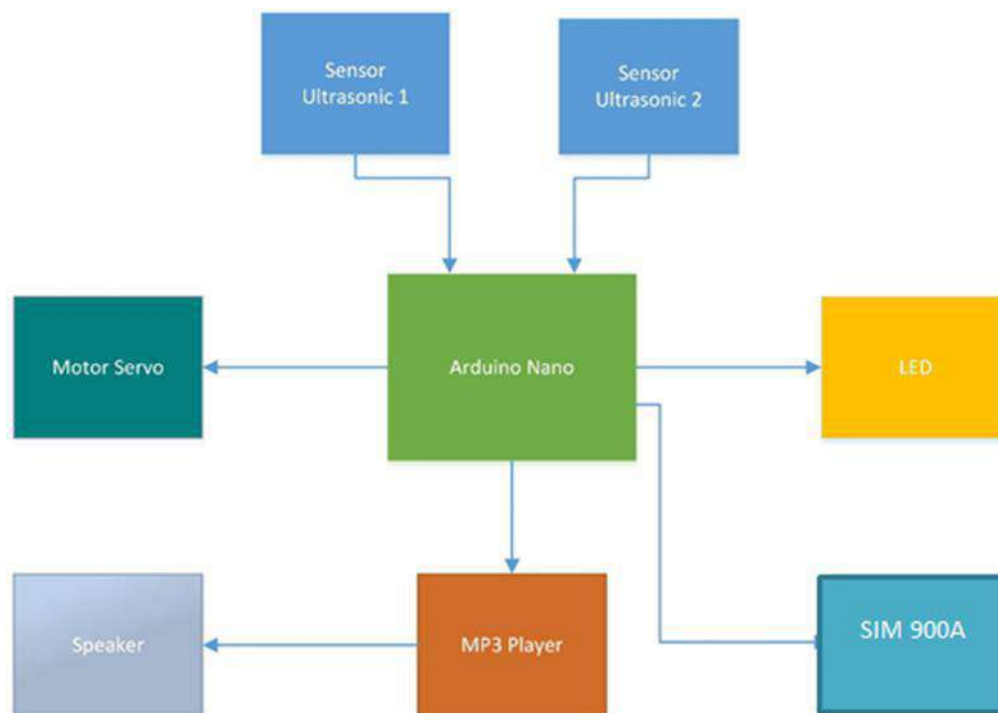 Sensor
Ultrasonic 1
Sensor
Ultrasonic 2
Motor Servo
Arduino Nano
LED
Speaker
MP3 Player
SIM 900A